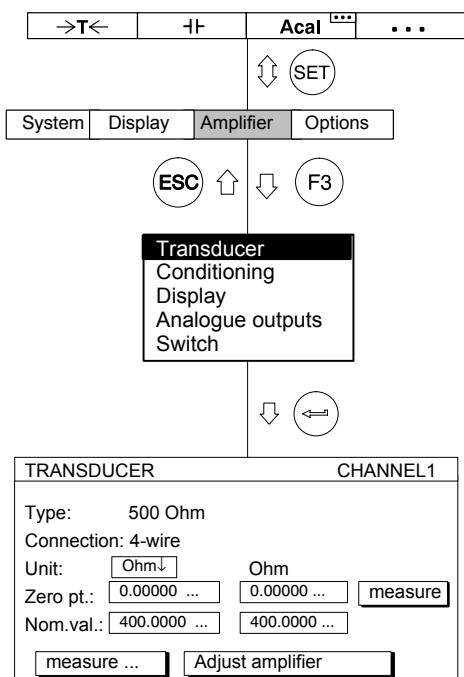 →T← ⊣⊢ Acal ... ...
SET
System Display Amplifier Options
ESC F3
Transducer
Conditioning
Display
Analogue outputs
Switch
TRANSDUCER CHANNEL1
Type: 500 Ohm
Connection: 4-wire
Unit: Ohm↓ Ohm
Zero pt.: 0.00000 ... 0.00000 ... measure
Nom.val.: 400.0000 ... 400.0000 ...
measure ... Adjust amplifier